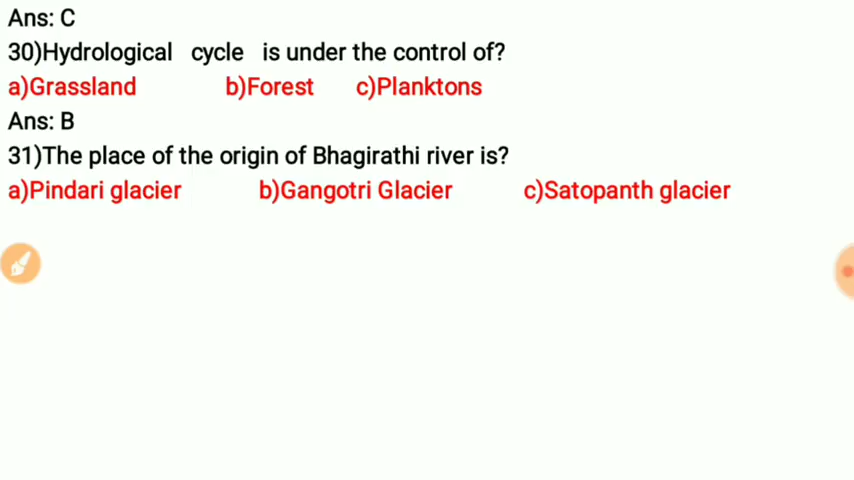 Ans: C
30)Hydrological cycle is under the control of?
a)Grassland b)Forest c)Planktons
Ans: B
31)The place of the origin of Bhagirathi river is?
a)Pindari glacier b)Gangotri Glacier c)Satopanth glacier